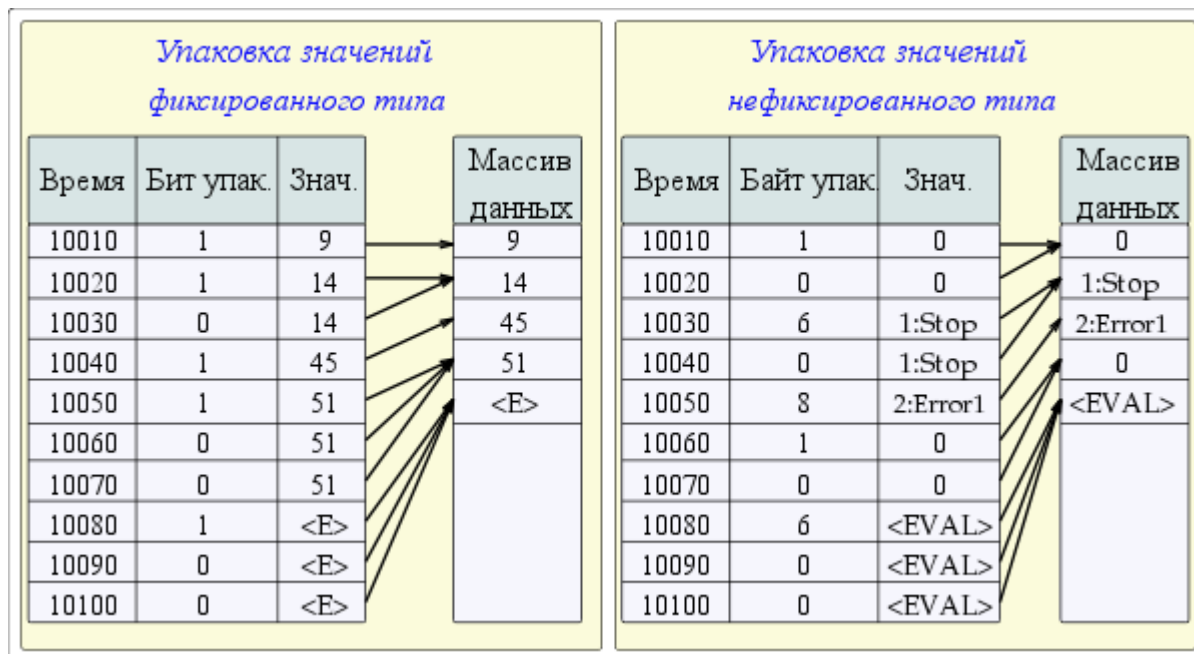 Упаковка значений
фиксированного типа
Время Бит упак. Знач. Массив данных
10010 1 9 9
10020 1 14 14
10030 0 14 45
10040 1 45 51
10050 1 51 <E>
10060 0 51
10070 0 51
10080 1 <E>
10090 0 <E>
10100 0 <E>
Упаковка значений
нефиксированного типа
Время Байт упак. Знач. Массив данных
10010 1 0 0
10020 0 0 1:Stop
10030 6 1:Stop 2:Error1
10040 0 1:Stop 0
10050 8 2:Error1 <EVAL>
10060 1 0
10070 0 0
10080 6 <EVAL>
10090 0 <EVAL>
10100 0 <EVAL>